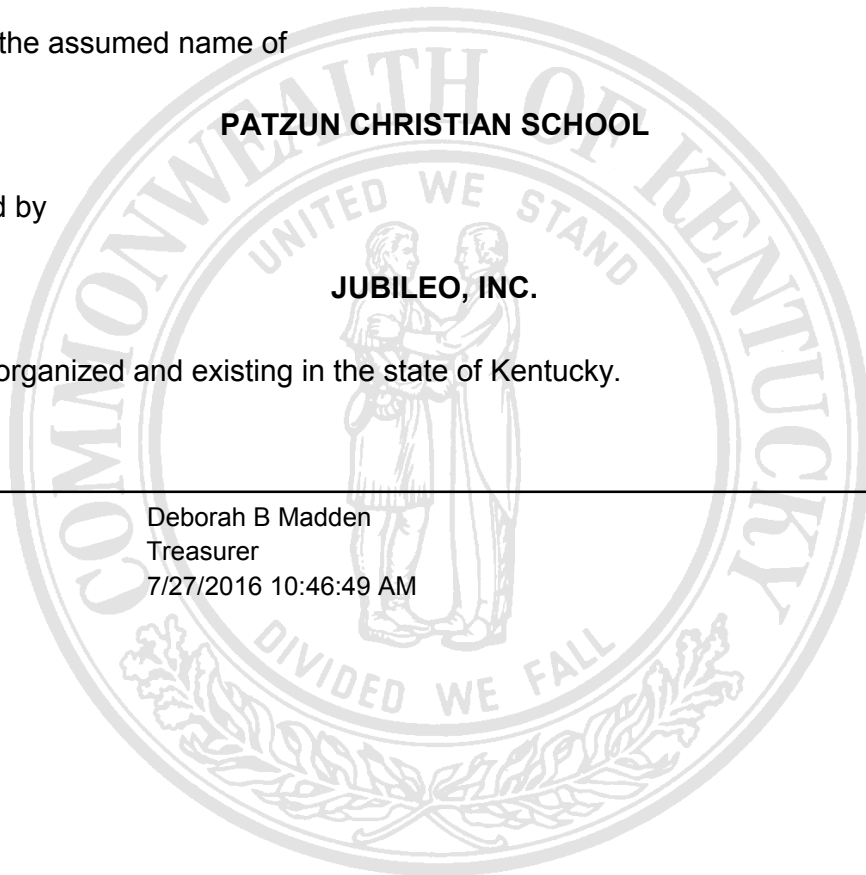 the assumed name of
PATZUN CHRISTIAN SCHOOL
d by
JUBILEO, INC.
organized and existing in the state of Kentucky.
Deborah B Madden
Treasurer
7/27/2016 10:46:49 AM
COMMONWEALTH OF KENTUCKY
UNITED WE STAND
DIVIDED WE FALL